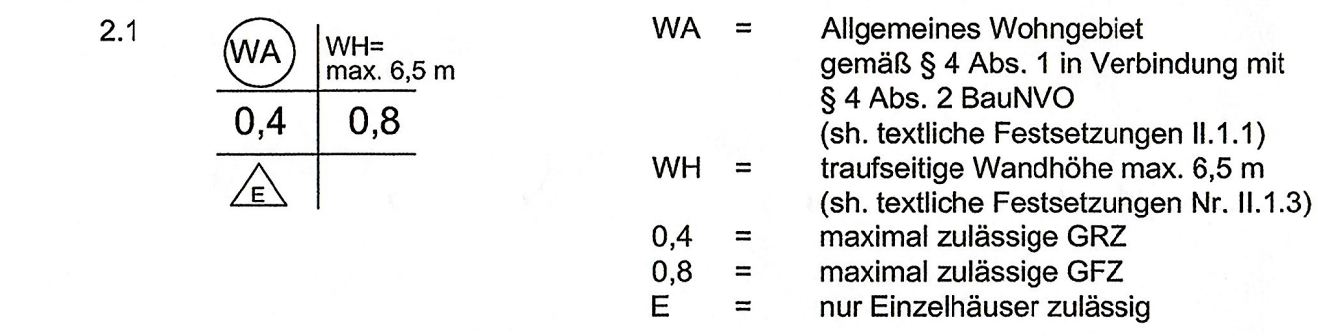 2.1
WA
WH=
max. 6,5 m
0,4 0,8
E
WA = Allgemeines Wohngebiet
gemäß § 4 Abs. 1 in Verbindung mit
§ 4 Abs. 2 BauNVO
(sh. textliche Festsetzungen II.1.1)
WH = traufseitige Wandhöhe max. 6,5 m
(sh. textliche Festsetzungen Nr. II.1.3)
0,4 = maximal zulässige GRZ
0,8 = maximal zulässige GFZ
E = nur Einzelhäuser zulässig